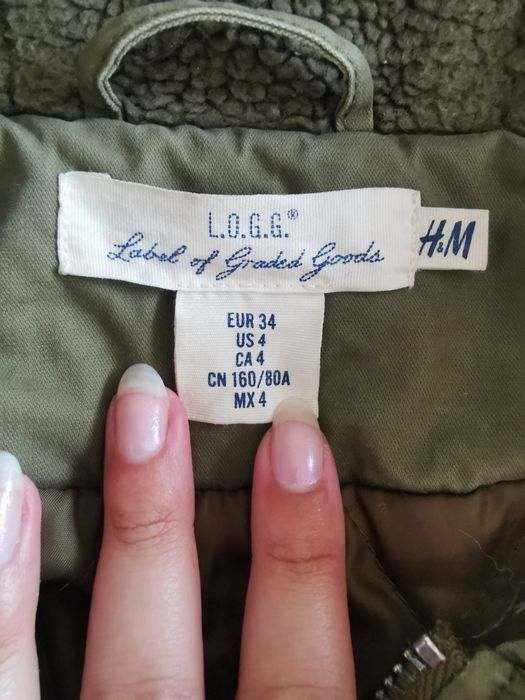 L.O.G.G.®
Label of Graded Goods
H&M
EUR 34
US 4
CA 4
CN 160/80A
MX 4